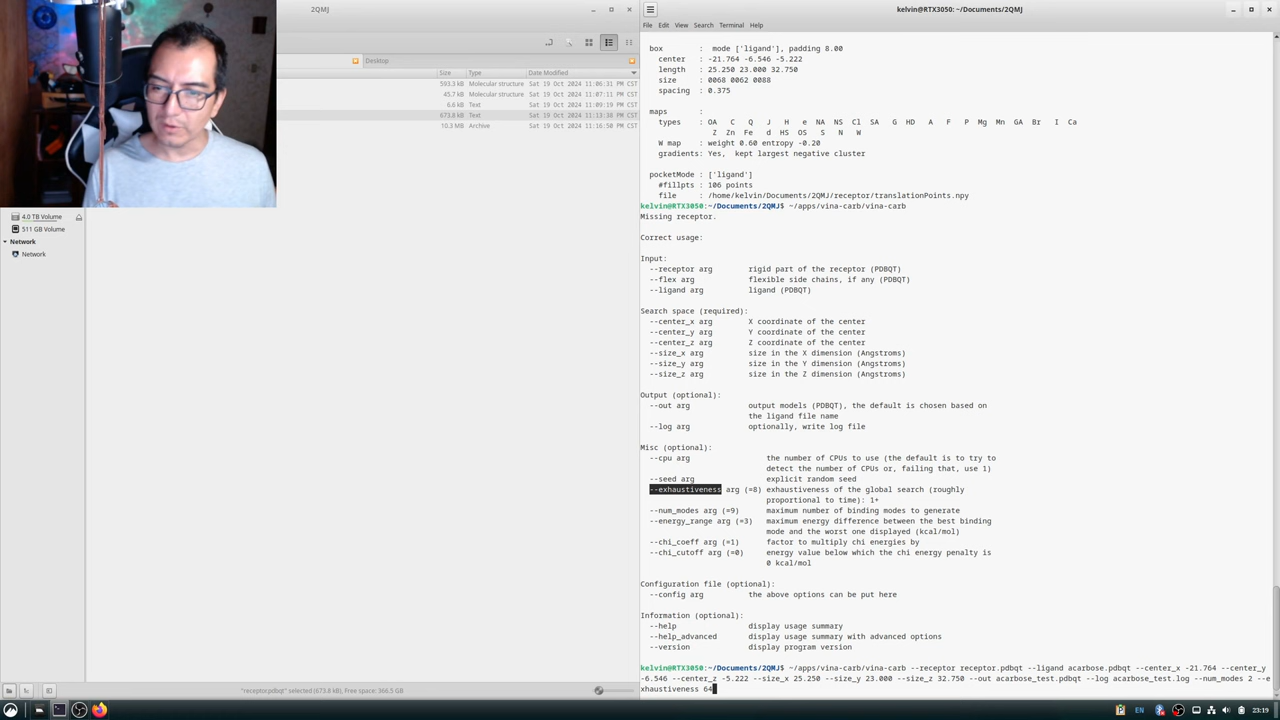 2QMJ
Desktop
Size Type Date Modified
593.3 kB Molecular structure Sat 19 Oct 2024 11:06:31 PM CST
45.7 kB Molecular structure Sat 19 Oct 2024 11:07:11 PM CST
6.6 kB Text Sat 19 Oct 2024 11:09:19 PM CST
673.8 kB Text Sat 19 Oct 2024 11:13:38 PM CST
10.3 MB Archive Sat 19 Oct 2024 11:16:50 PM CST
4.0 TB Volume
511 GB Volume
Network
Network
"receptor.pdbqt" selected (673.8 kB), Free space: 366.5 GB
kelvin@RTX3050: ~/Documents/2QMJ
File Edit View Search Terminal Help
box : mode ['ligand'], padding 8.00
center : -21.764 -6.546 -5.222
length : 25.250 23.000 32.750
size : 0068 0062 0088
spacing : 0.375
maps :
types : OA C Q J H e NA NS Cl SA G HD A F P Mg Mn GA Br I Ca
Z Zn Fe d HS OS S N W
W map : weight 0.60 entropy -0.20
gradients: Yes, kept largest negative cluster
pocketMode : ['ligand']
#fillpts : 106 points
file : /home/kelvin/Documents/2QMJ/receptor/translationPoints.npy
kelvin@RTX3050:~/Documents/2QMJ$ ~/apps/vina-carb/vina-carb
Missing receptor.
Correct usage:
Input:
--receptor arg rigid part of the receptor (PDBQT)
--flex arg flexible side chains, if any (PDBQT)
--ligand arg ligand (PDBQT)
Search space (required):
--center_x arg X coordinate of the center
--center_y arg Y coordinate of the center
--center_z arg Z coordinate of the center
--size_x arg size in the X dimension (Angstroms)
--size_y arg size in the Y dimension (Angstroms)
--size_z arg size in the Z dimension (Angstroms)
Output (optional):
--out arg output models (PDBQT), the default is chosen based on
the ligand file name
--log arg optionally, write log file
Misc (optional):
--cpu arg the number of CPUs to use (the default is to try to
detect the number of CPUs or, failing that, use 1)
--seed arg explicit random seed
--exhaustiveness arg (=8) exhaustiveness of the global search (roughly
proportional to time): 1+
--num_modes arg (=9) maximum number of binding modes to generate
--energy_range arg (=3) maximum energy difference between the best binding
mode and the worst one displayed (kcal/mol)
--chi_coeff arg (=1) factor to multiply chi energies by
--chi_cutoff arg (=0) energy value below which the chi energy penalty is
0 kcal/mol
Configuration file (optional):
--config arg the above options can be put here
Information (optional):
--help display usage summary
--help_advanced display usage summary with advanced options
--version display program version
kelvin@RTX3050:~/Documents/2QMJ$ ~/apps/vina-carb/vina-carb --receptor receptor.pdbqt --ligand acarbose.pdbqt --center_x -21.764 --center_y
-6.546 --center_z -5.222 --size_x 25.250 --size_y 23.000 --size_z 32.750 --out acarbose_test.pdbqt --log acarbose_test.log --num_modes 2 --e
xhaustiveness 64
EN 23:19